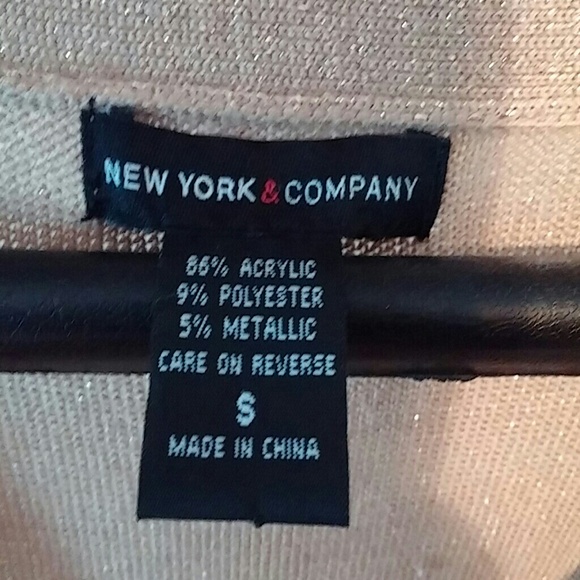 NEW YORK & COMPANY
86% ACRYLIC
9% POLYESTER
5% METALLIC
CARE ON REVERSE
S
MADE IN CHINA